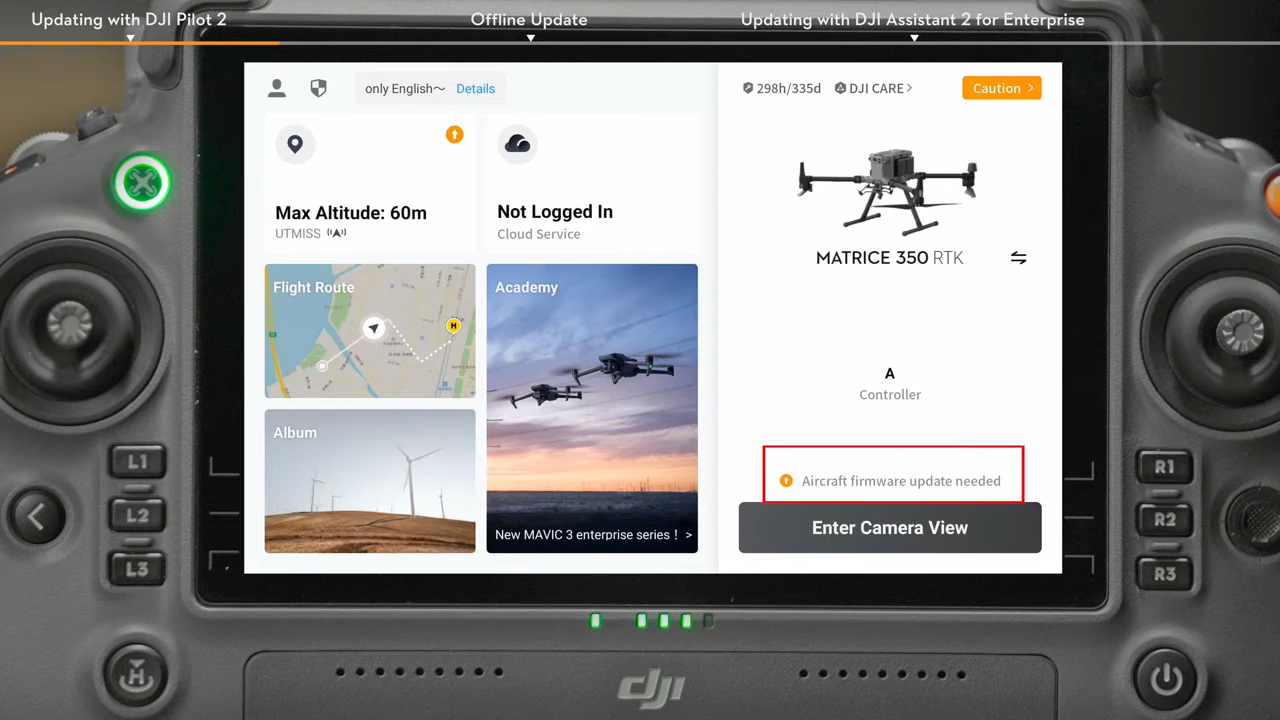 Updating with DJI Pilot 2
Offline Update
Updating with DJI Assistant 2 for Enterprise
only English～ Details
298h/335d
DJI CARE >
Caution >
Max Altitude: 60m
UTMISS
Not Logged In
Cloud Service
MATRICE 350 RTK
Flight Route
H
Academy
A
Controller
Album
New MAVIC 3 enterprise series！ >
Aircraft firmware update needed
Enter Camera View
L1
L2
L3
R1
R2
R3
H
dji